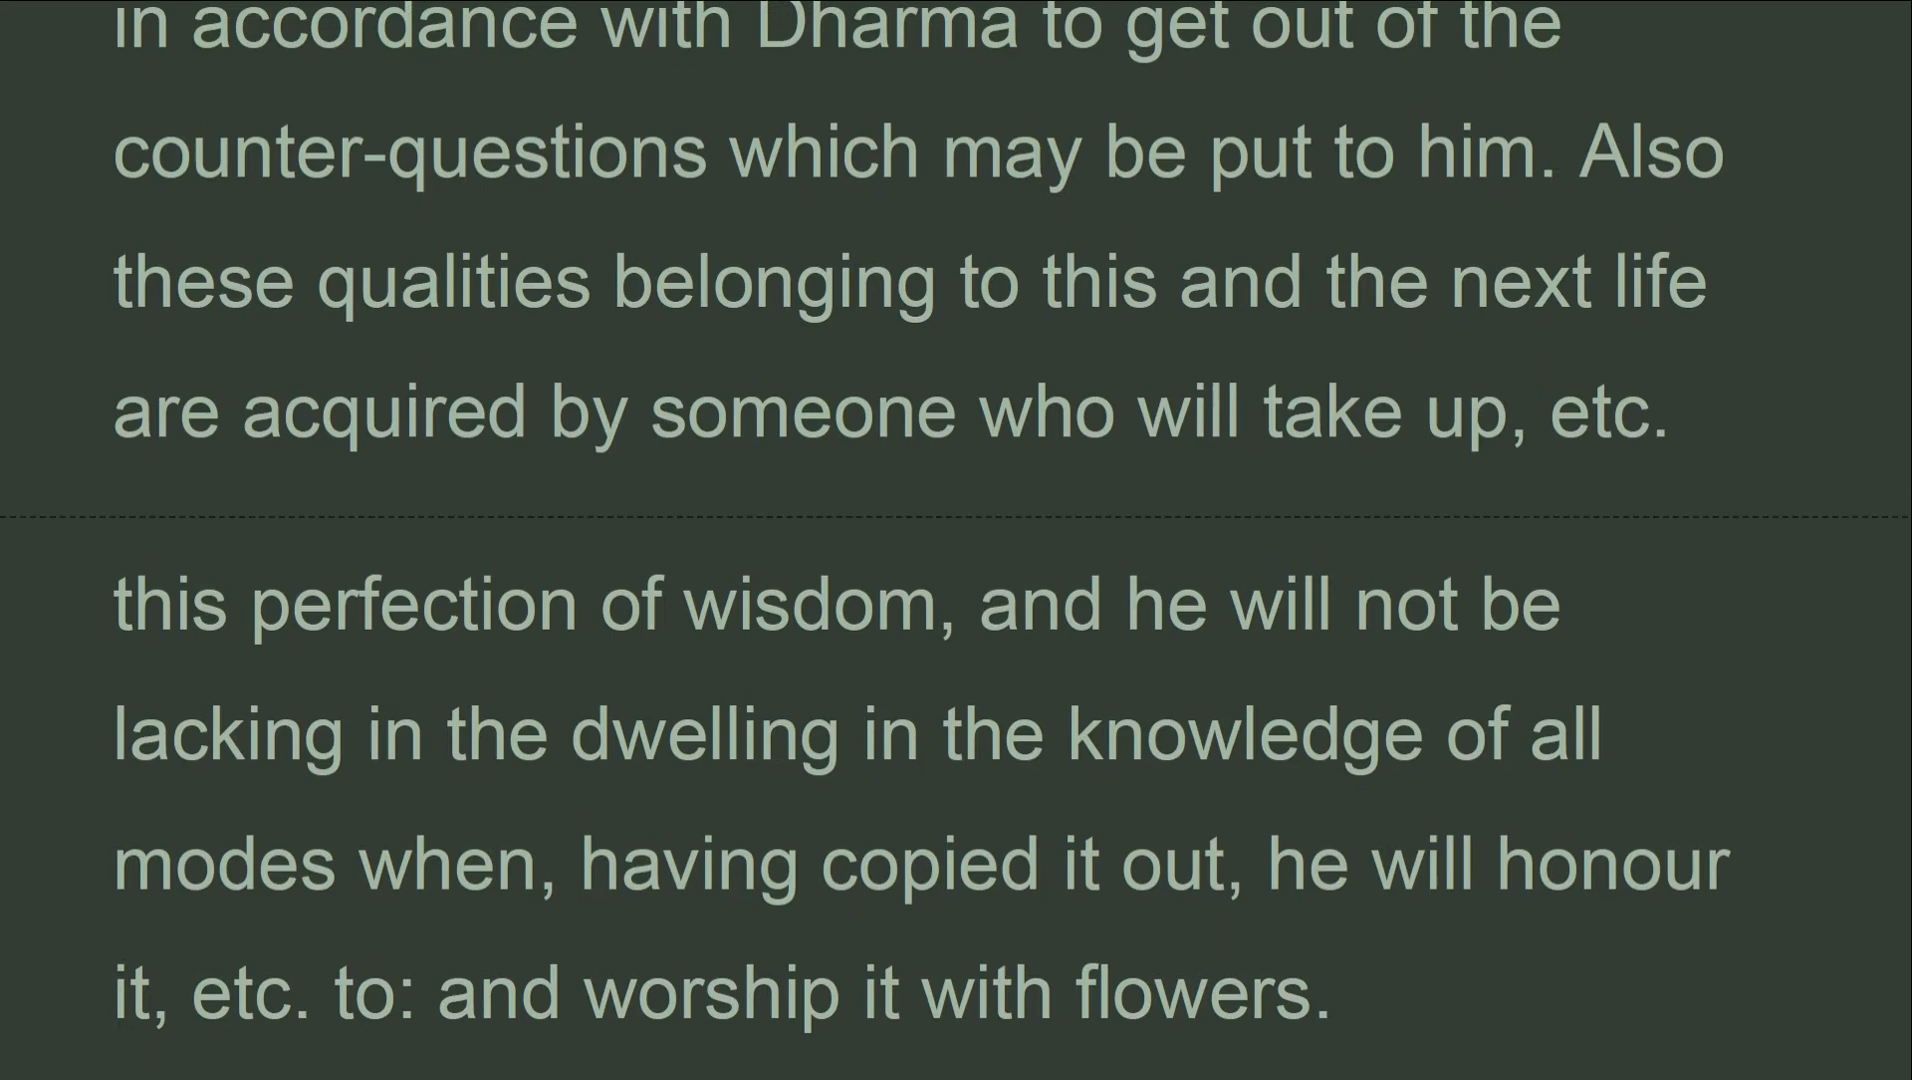 in accordance with Dharma to get out of the
counter-questions which may be put to him. Also
these qualities belonging to this and the next life
are acquired by someone who will take up, etc.
this perfection of wisdom, and he will not be
lacking in the dwelling in the knowledge of all
modes when, having copied it out, he will honour
it, etc. to: and worship it with flowers.